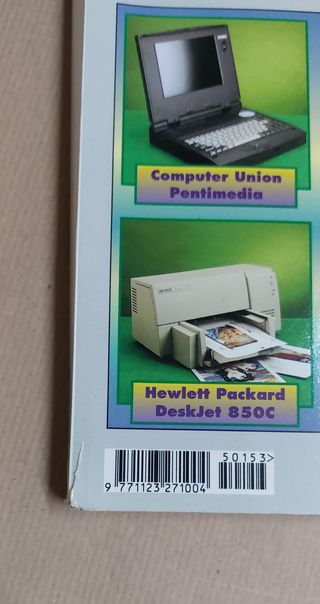 Computer Union
Pentimedia
Hewlett Packard
DeskJet 850C
50153>
9 771123 271004